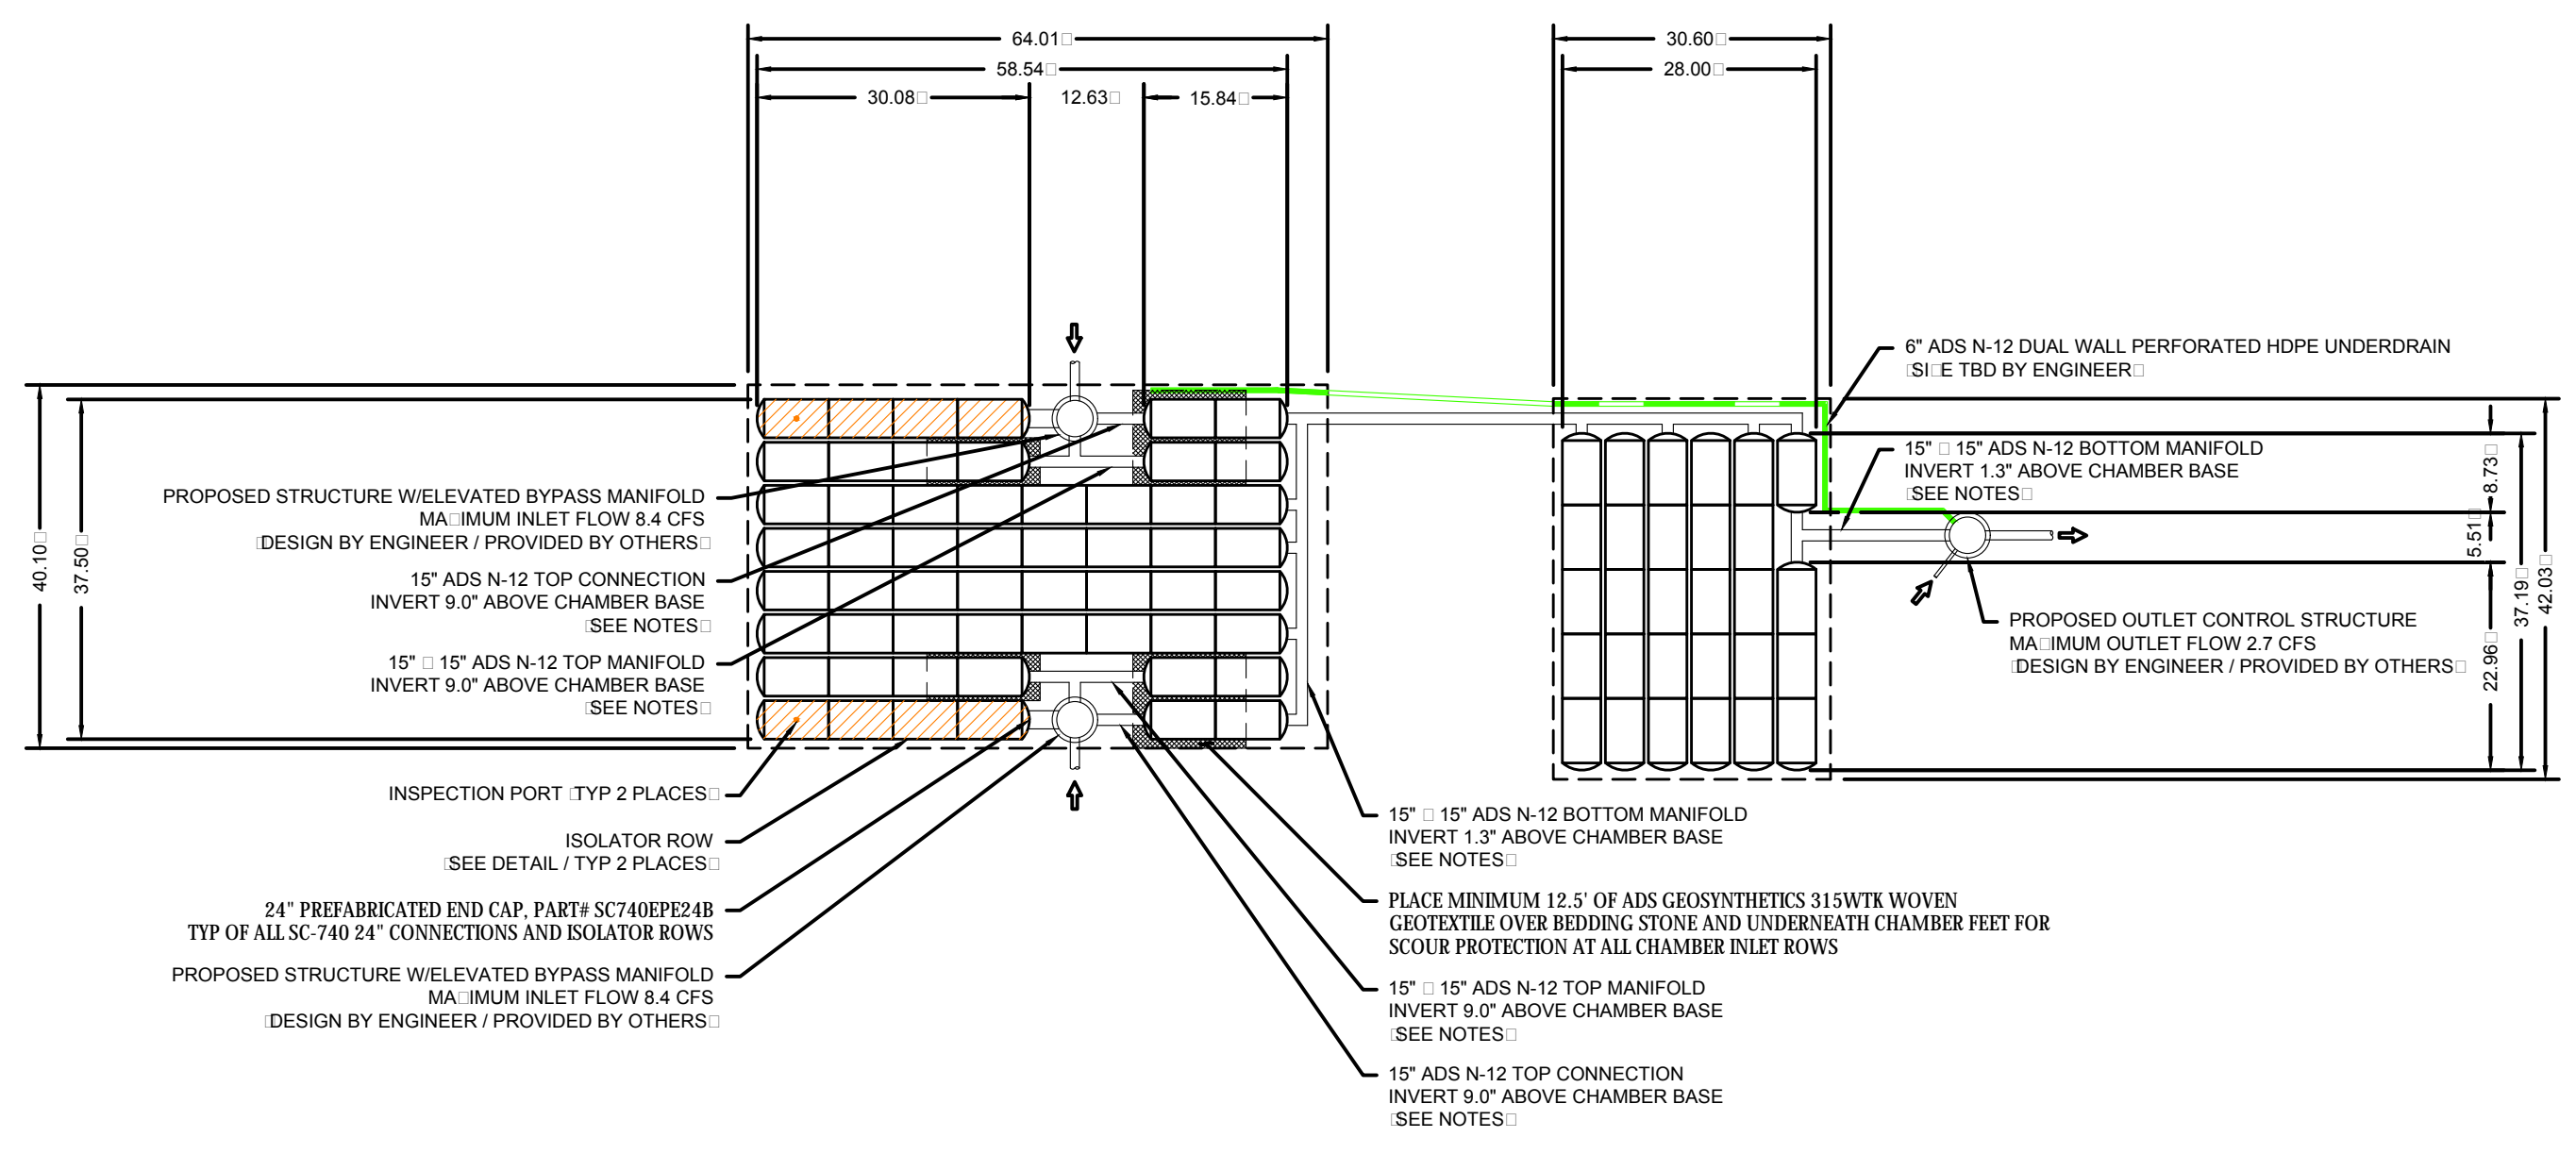 64.01□
58.54□
30.08□
12.63□
15.84□
30.60□
28.00□
40.10□
37.50□
8.73□
5.51□
22.96□
37.19□
42.03□
PROPOSED STRUCTURE W/ELEVATED BYPASS MANIFOLD
MA□IMUM INLET FLOW 8.4 CFS
□DESIGN BY ENGINEER / PROVIDED BY OTHERS□
15" ADS N-12 TOP CONNECTION
INVERT 9.0" ABOVE CHAMBER BASE
□SEE NOTES□
15" □ 15" ADS N-12 TOP MANIFOLD
INVERT 9.0" ABOVE CHAMBER BASE
□SEE NOTES□
INSPECTION PORT □TYP 2 PLACES□
ISOLATOR ROW
□SEE DETAIL / TYP 2 PLACES□
24" PREFABRICATED END CAP, PART# SC740EPE24B
TYP OF ALL SC-740 24" CONNECTIONS AND ISOLATOR ROWS
PROPOSED STRUCTURE W/ELEVATED BYPASS MANIFOLD
MA□IMUM INLET FLOW 8.4 CFS
□DESIGN BY ENGINEER / PROVIDED BY OTHERS□
6" ADS N-12 DUAL WALL PERFORATED HDPE UNDERDRAIN
□SI□E TBD BY ENGINEER□
15" □ 15" ADS N-12 BOTTOM MANIFOLD
INVERT 1.3" ABOVE CHAMBER BASE
□SEE NOTES□
PROPOSED OUTLET CONTROL STRUCTURE
MA□IMUM OUTLET FLOW 2.7 CFS
□DESIGN BY ENGINEER / PROVIDED BY OTHERS□
15" □ 15" ADS N-12 BOTTOM MANIFOLD
INVERT 1.3" ABOVE CHAMBER BASE
□SEE NOTES□
PLACE MINIMUM 12.5' OF ADS GEOSYNTHETICS 315WTK WOVEN
GEOTEXTILE OVER BEDDING STONE AND UNDERNEATH CHAMBER FEET FOR
SCOUR PROTECTION AT ALL CHAMBER INLET ROWS
15" □ 15" ADS N-12 TOP MANIFOLD
INVERT 9.0" ABOVE CHAMBER BASE
□SEE NOTES□
15" ADS N-12 TOP CONNECTION
INVERT 9.0" ABOVE CHAMBER BASE
□SEE NOTES□